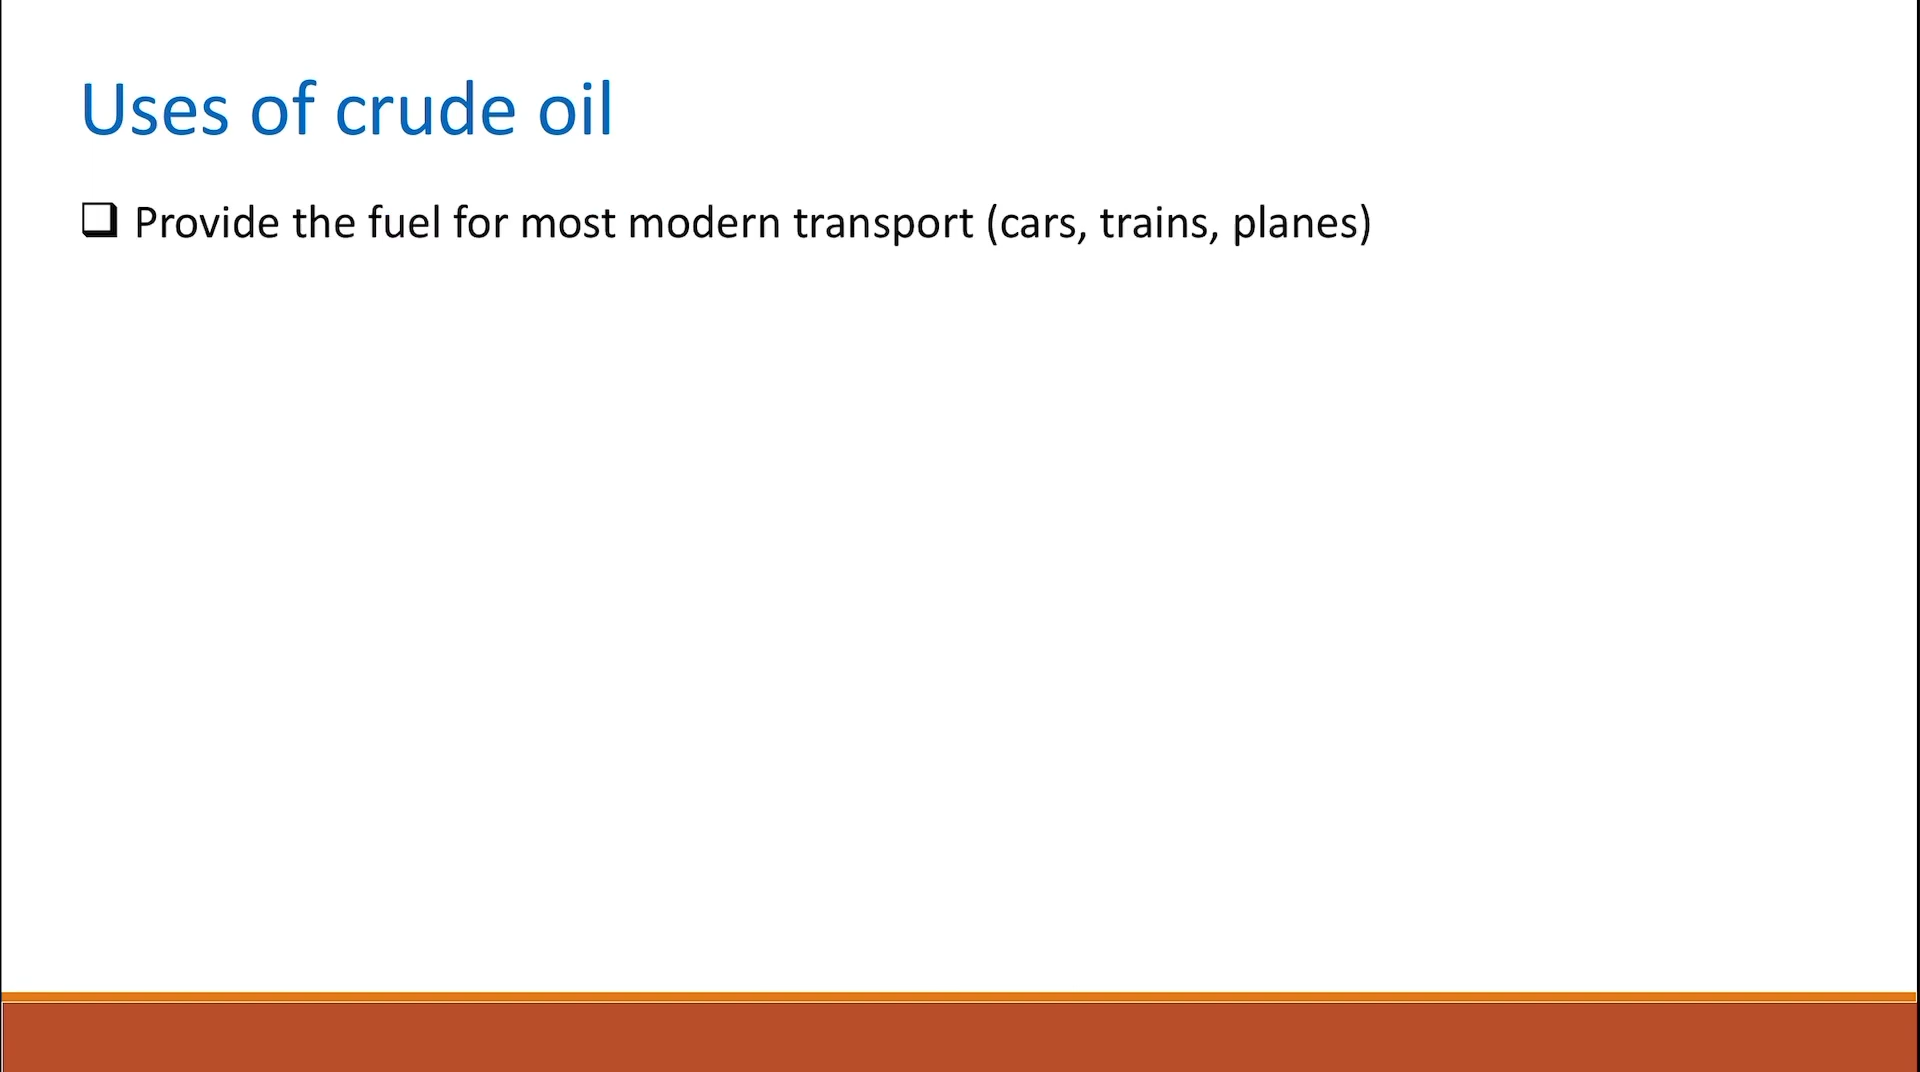 Uses of crude oil
❑ Provide the fuel for most modern transport (cars, trains, planes)